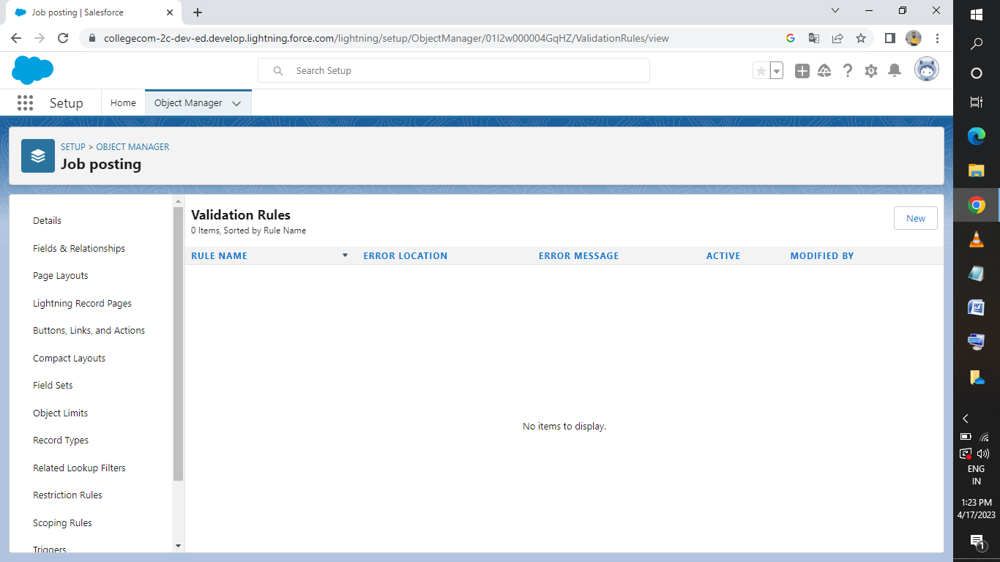 Job posting | Salesforce
collegecom-2c-dev-ed.develop.lightning.force.com/lightning/setup/ObjectManager/01I2w000004GqHZ/ValidationRules/view
Search Setup
Setup
Home
Object Manager
SETUP > OBJECT MANAGER
Job posting
Details
Fields & Relationships
Page Layouts
Lightning Record Pages
Buttons, Links, and Actions
Compact Layouts
Field Sets
Object Limits
Record Types
Related Lookup Filters
Restriction Rules
Scoping Rules
Triggers
Validation Rules
0 Items, Sorted by Rule Name
New
RULE NAME ERROR LOCATION ERROR MESSAGE ACTIVE MODIFIED BY
No items to display.
ENG
IN
1:23 PM
4/17/2023
1